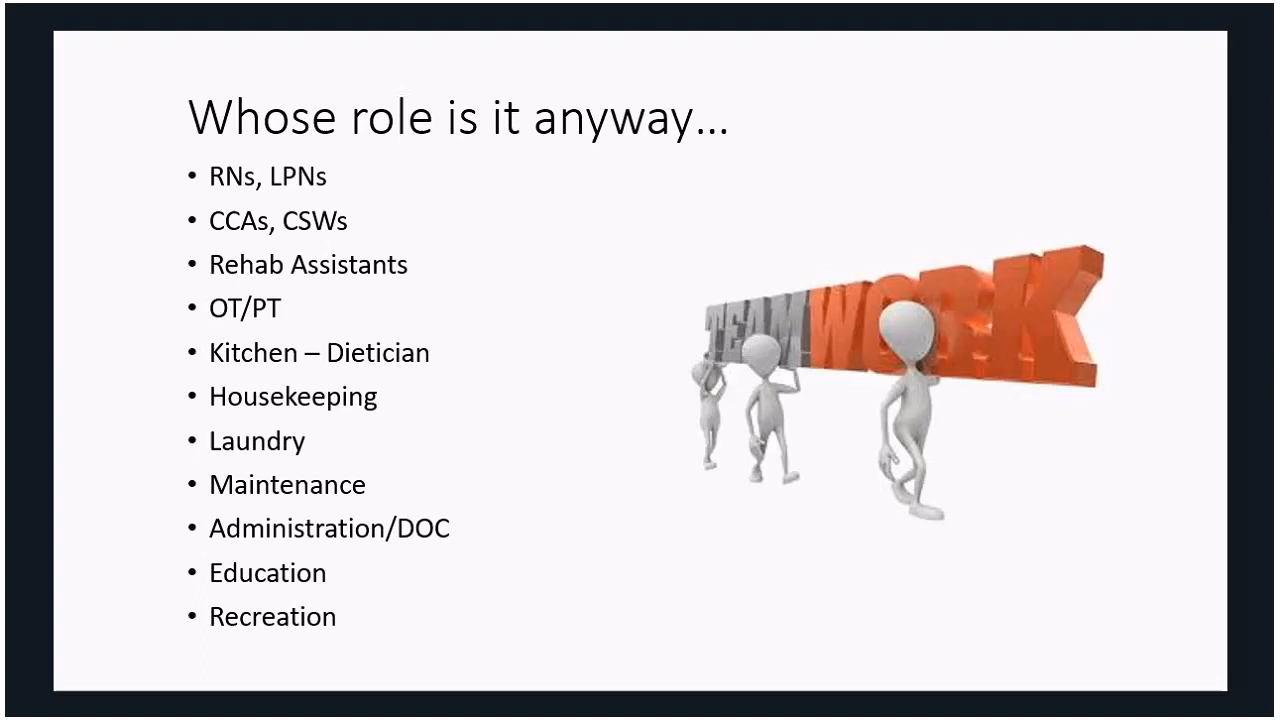 Whose role is it anyway…
• RNs, LPNs
• CCAs, CSWs
• Rehab Assistants
• OT/PT
• Kitchen – Dietician
• Housekeeping
• Laundry
• Maintenance
• Administration/DOC
• Education
• Recreation
TEAMWORK